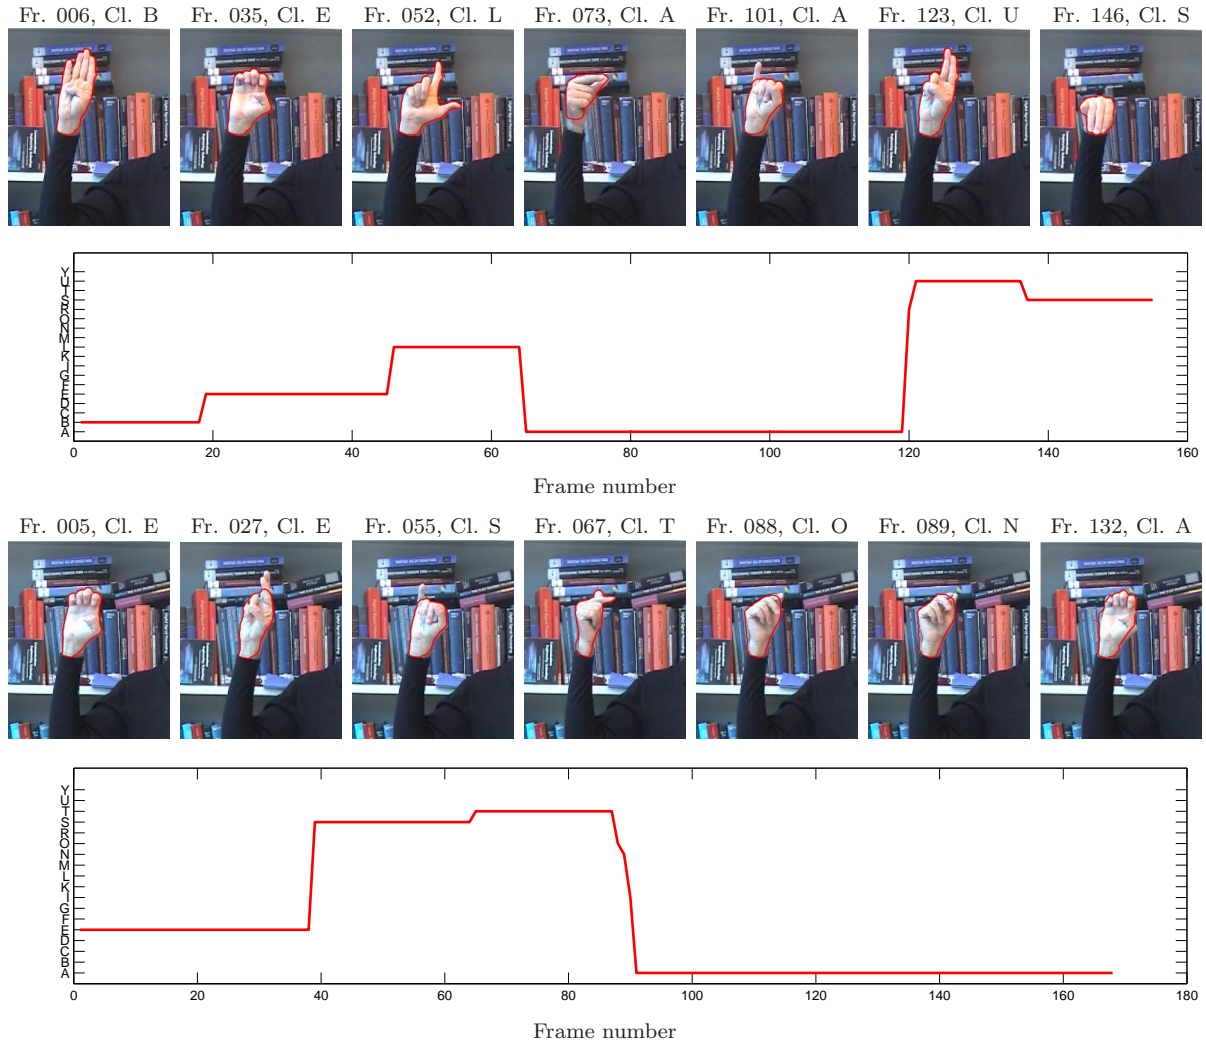 Fr. 006, Cl. B Fr. 035, Cl. E Fr. 052, Cl. L Fr. 073, Cl. A Fr. 101, Cl. A Fr. 123, Cl. U Fr. 146, Cl. S
Y
U
T
S
R
O
N
M
L
K
I
G
F
E
D
C
B
A
0 20 40 60 80 100 120 140 160
Frame number
Fr. 005, Cl. E Fr. 027, Cl. E Fr. 055, Cl. S Fr. 067, Cl. T Fr. 088, Cl. O Fr. 089, Cl. N Fr. 132, Cl. A
Y
U
T
S
R
O
N
M
L
K
I
G
F
E
D
C
B
A
0 20 40 60 80 100 120 140 160 180
Frame number